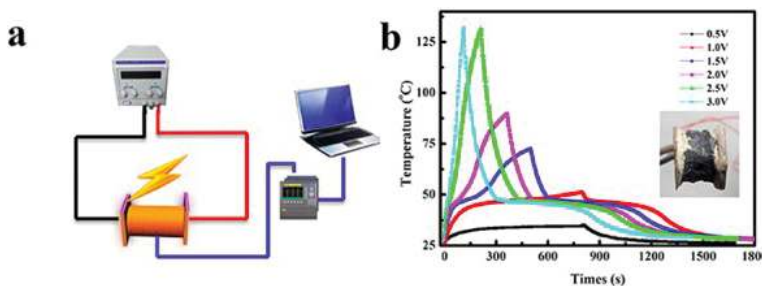 a
b
Temperature (°C)
125
100
75
50
25
0.5V
1.0V
1.5V
2.0V
2.5V
3.0V
0 300 600 900 1200 1500 1800
Times (s)